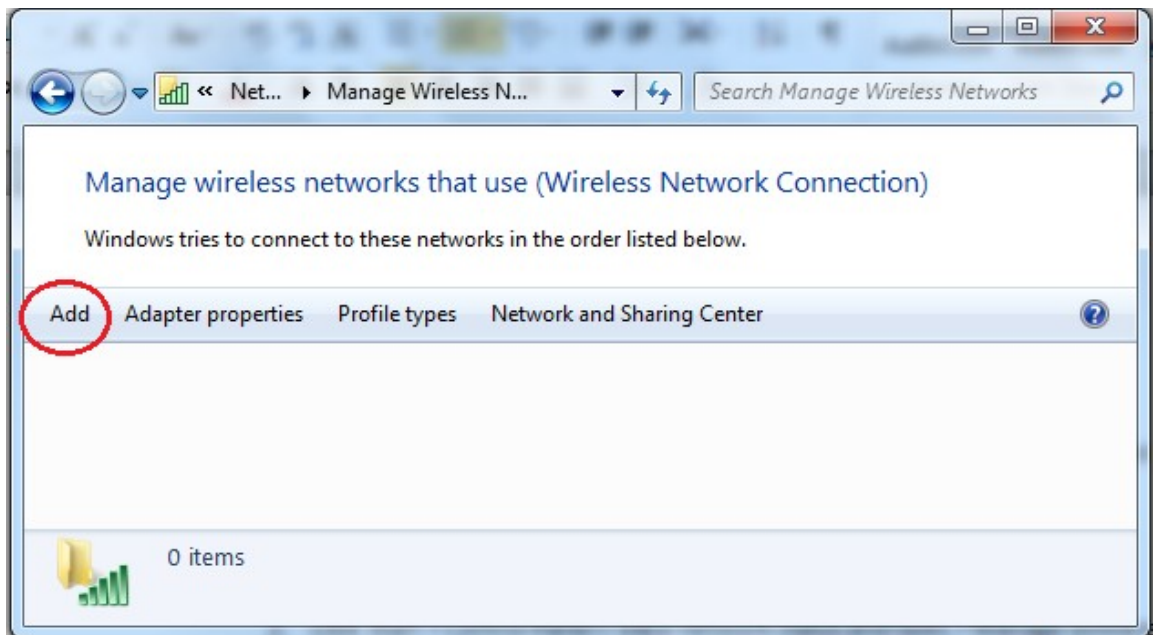 « Net... Manage Wireless N... Search Manage Wireless Networks
Manage wireless networks that use (Wireless Network Connection)
Windows tries to connect to these networks in the order listed below.
Add Adapter properties Profile types Network and Sharing Center
0 items